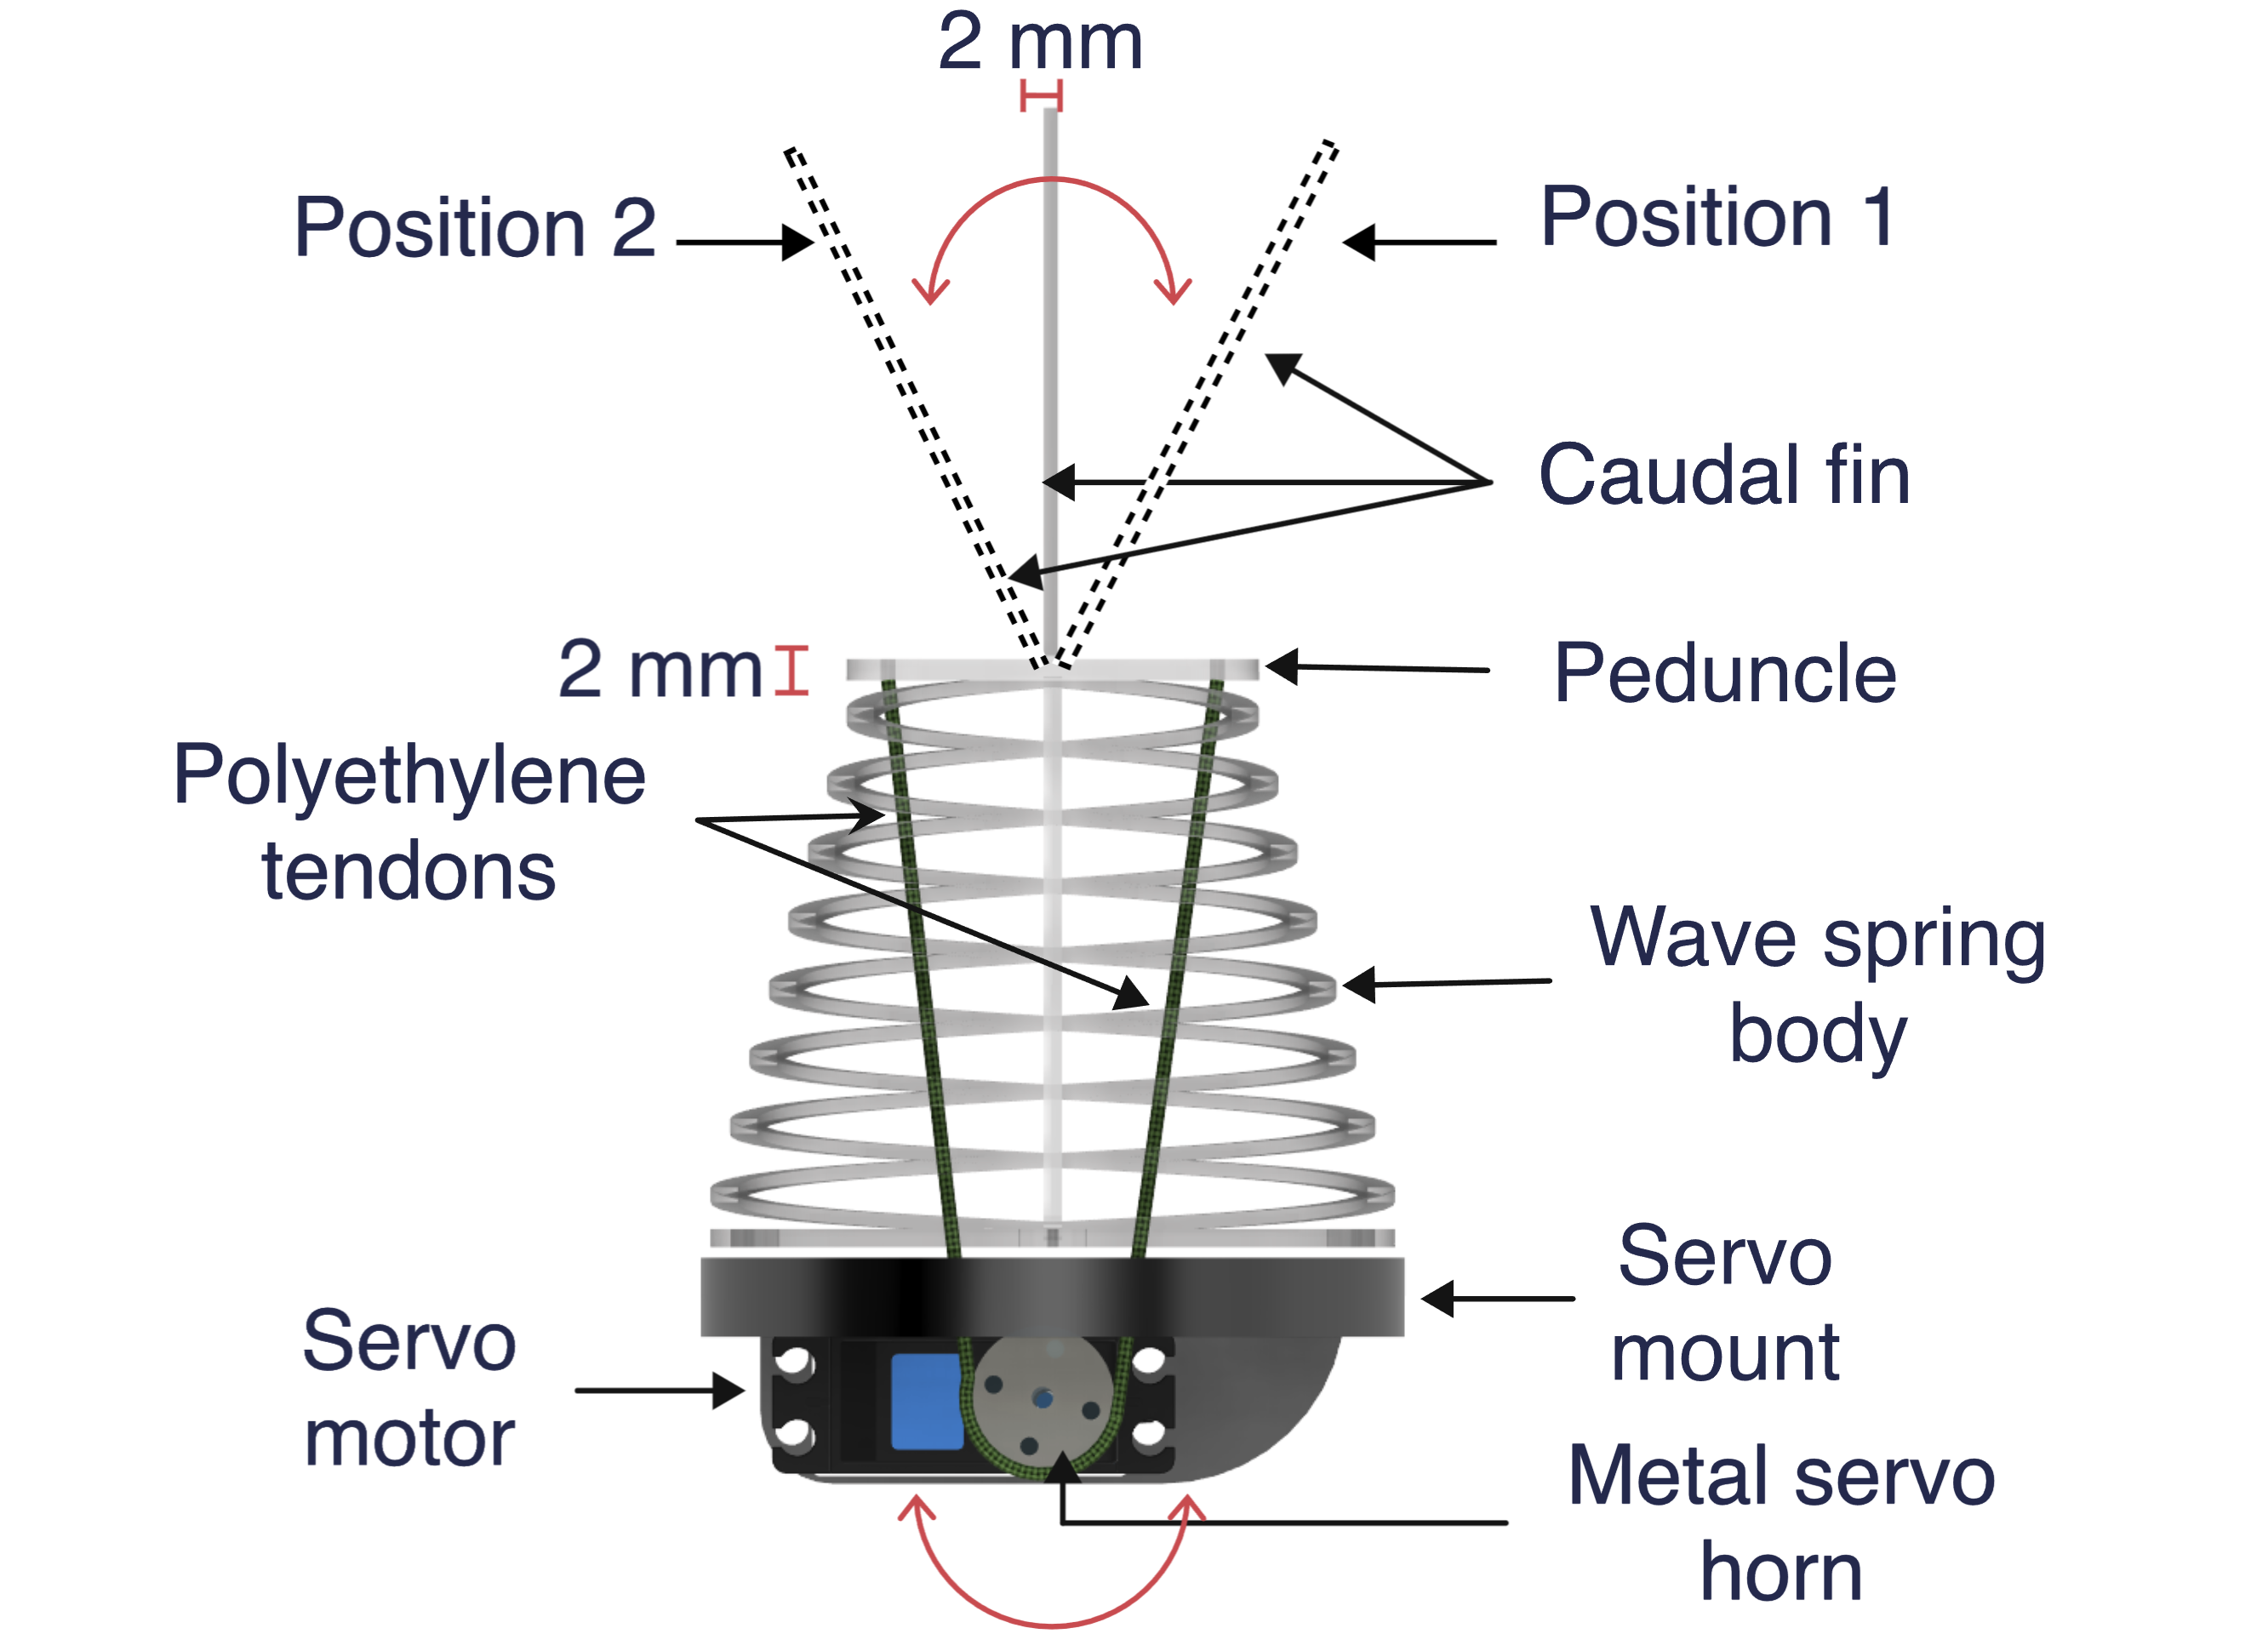 2 mm
Position 2
Position 1
Caudal fin
2 mm
Peduncle
Polyethylene
tendons
Wave spring
body
Servo
mount
Servo
motor
Metal servo
horn